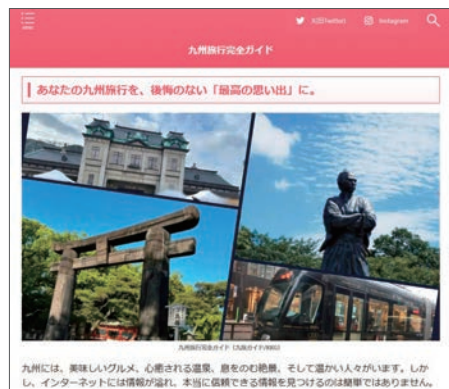 Instagram
九州旅行完全ガイド
あなたの九州旅行を、後悔のない「最高の思い出」に。
九州には、美味しいグルメ、心癒される温泉、息をのむ絶景、そして温かい人々がいます。しか
し、インターネットには情報が溢れ、本当に信頼できる情報を見つけるのは簡単ではありません。